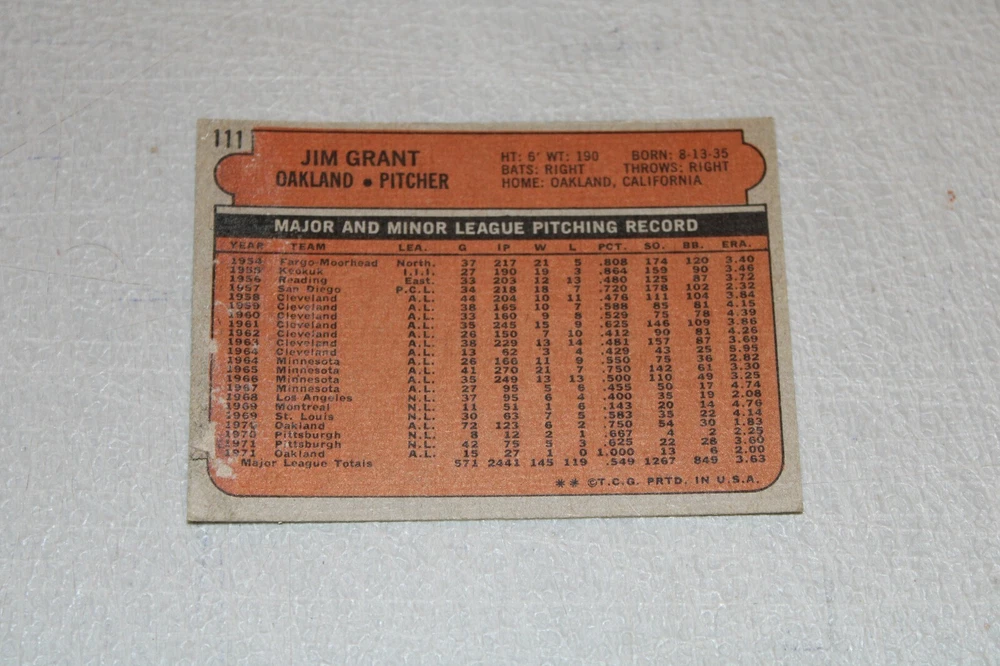 111
JIM GRANT
OAKLAND • PITCHER
HT: 6' WT: 190 BORN: 8-13-35
BATS: RIGHT THROWS: RIGHT
HOME: OAKLAND, CALIFORNIA
MAJOR AND MINOR LEAGUE PITCHING RECORD
YEAR TEAM LEA. G IP W L PCT. SO. BB. ERA.
1954 Fargo-Moorhead North. 37 217 21 5 .808 174 120 3.40
1955 Keokuk I.I.I. 27 190 19 3 .864 159 90 3.46
1956 Reading East. 33 203 12 13 .480 125 87 3.72
1957 San Diego P.C.L. 34 218 18 7 .720 178 102 2.32
1958 Cleveland A.L. 44 204 10 11 .476 111 104 3.84
1959 Cleveland A.L. 38 165 10 7 .588 85 81 4.15
1960 Cleveland A.L. 33 160 9 8 .529 75 78 4.39
1961 Cleveland A.L. 35 245 15 9 .625 146 109 3.86
1962 Cleveland A.L. 26 150 7 10 .412 90 81 4.26
1963 Cleveland A.L. 38 229 13 14 .481 157 87 3.69
1964 Cleveland A.L. 13 62 3 4 .429 43 25 5.95
1964 Minnesota A.L. 26 166 11 9 .550 75 36 2.82
1965 Minnesota A.L. 41 270 21 7 .750 142 61 3.30
1966 Minnesota A.L. 35 249 13 13 .500 110 49 3.25
1967 Minnesota A.L. 27 95 5 6 .455 50 17 4.74
1968 Los Angeles N.L. 37 95 6 4 .400 35 19 2.08
1969 Montreal N.L. 11 51 1 6 .143 20 14 4.76
1969 St. Louis N.L. 30 63 7 5 .583 35 22 4.14
1970 Oakland A.L. 72 123 6 2 .750 54 30 1.83
1970 Pittsburgh N.L. 8 12 2 1 .667 4 2 2.25
1971 Pittsburgh N.L. 42 75 5 3 .625 22 28 3.60
1971 Oakland A.L. 15 27 1 0 1.000 13 6 2.00
Major League Totals 571 2441 145 119 .549 1267 849 3.63
** ©T.C.G. PRTD. IN U.S.A.